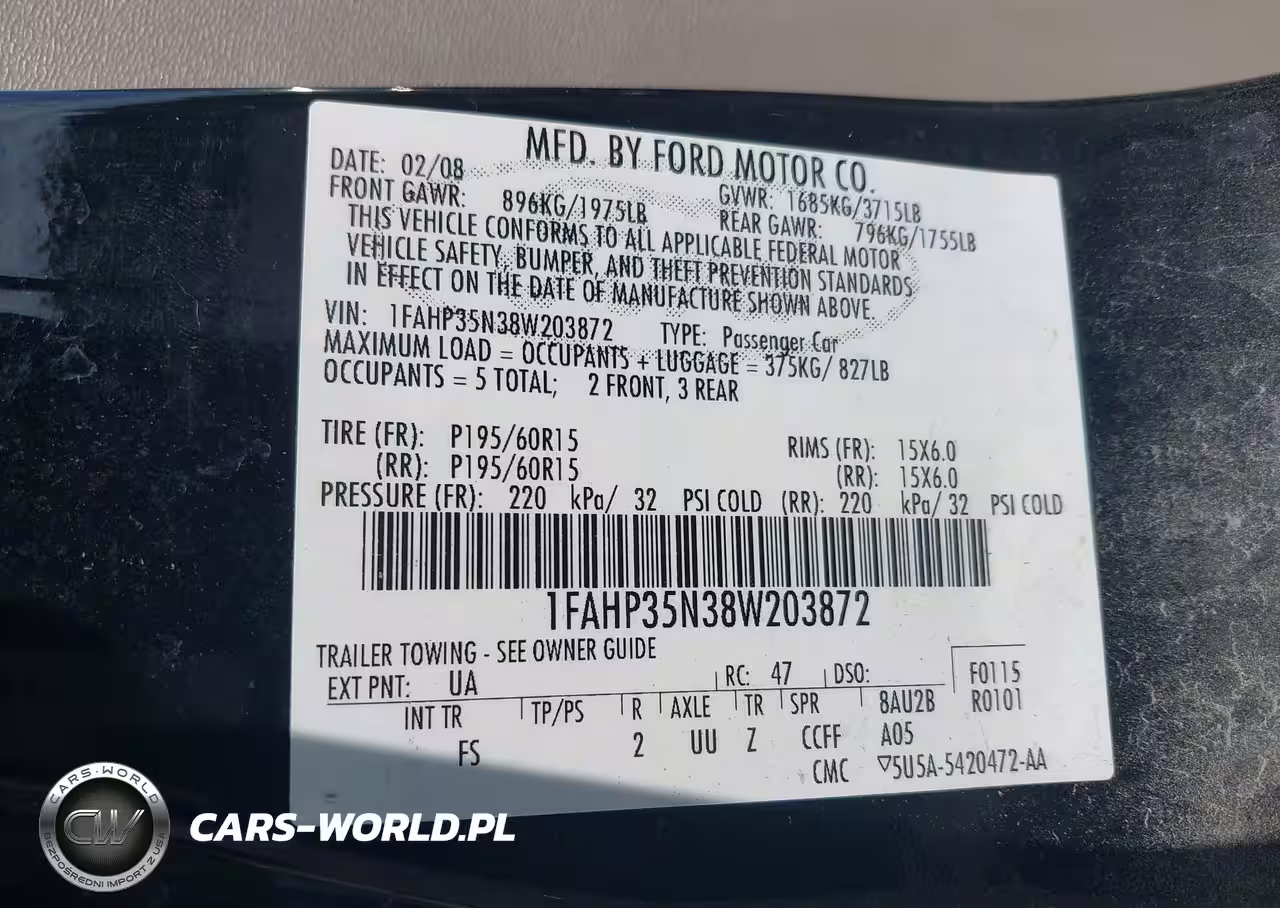 MFD. BY FORD MOTOR CO.
DATE: 02/08 GVWR: 1685KG/3715LB
FRONT GAWR: 896KG/1975LB REAR GAWR: 796KG/1755LB
THIS VEHICLE CONFORMS TO ALL APPLICABLE FEDERAL MOTOR
VEHICLE SAFETY, BUMPER, AND THEFT PREVENTION STANDARDS
IN EFFECT ON THE DATE OF MANUFACTURE SHOWN ABOVE.
VIN: 1FAHP35N38W203872 TYPE: Passenger Car
MAXIMUM LOAD = OCCUPANTS + LUGGAGE = 375KG/ 827LB
OCCUPANTS = 5 TOTAL; 2 FRONT, 3 REAR
TIRE (FR): P195/60R15 RIMS (FR): 15X6.0
(RR): P195/60R15 (RR): 15X6.0
PRESSURE (FR): 220 kPa/ 32 PSI COLD (RR): 220 kPa/ 32 PSI COLD
1FAHP35N38W203872
TRAILER TOWING - SEE OWNER GUIDE
EXT PNT: UA RC: 47 DSO: F0115
INT TR TP/PS R AXLE TR SPR 8AU2B R0101
FS 2 UU Z CCFF A05
CMC ▽5U5A-5420472-AA
CARS-WORLD
CW
BEZPOŚREDNI IMPORT Z USA
CARS-WORLD.PL